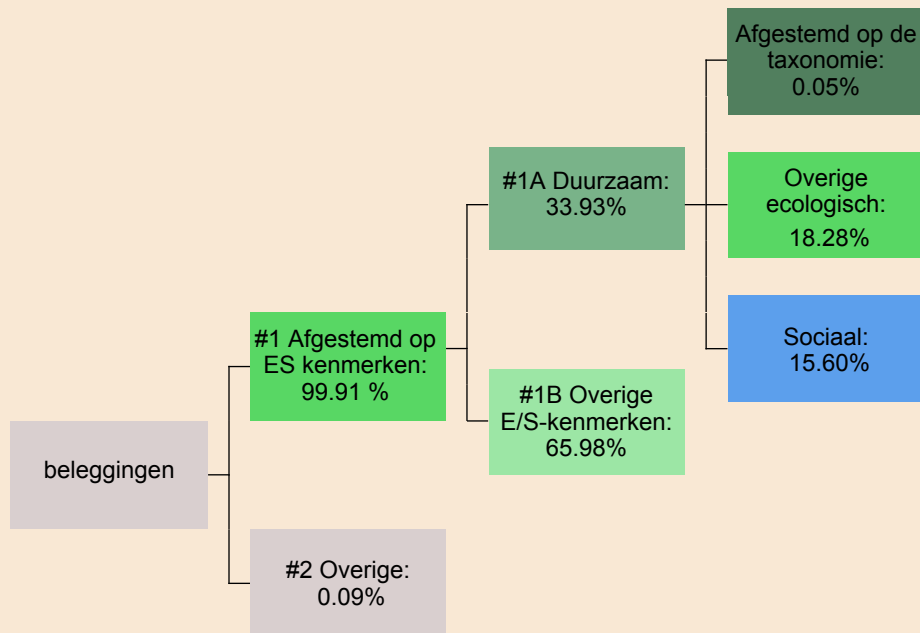 Afgestemd op de
taxonomie:
0.05%
#1A Duurzaam:
33.93%
Overige
ecologisch:
18.28%
#1 Afgestemd op
ES kenmerken:
99.91 %
Sociaal:
15.60%
#1B Overige
E/S-kenmerken:
65.98%
beleggingen
#2 Overige:
0.09%